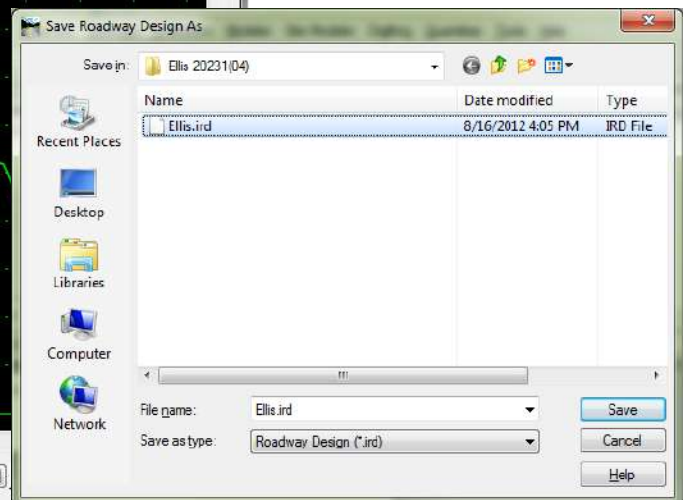 Save Roadway Design As
Save in: Ellis 20231(04)
Name Date modified Type
Ellis.ird 8/16/2012 4:05 PM IRD File
Recent Places
Desktop
Libraries
Computer
Network
File name: Ellis.ird Save
Save as type: Roadway Design (*.ird) Cancel
Help